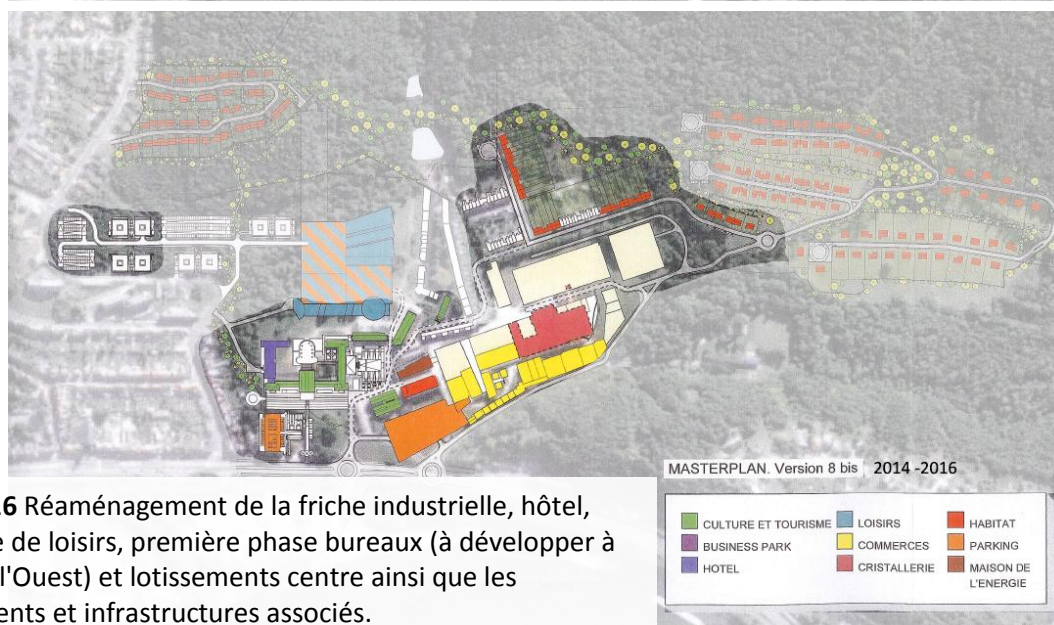 MASTERPLAN. Version 8 bis 2014 -2016
CULTURE ET TOURISME
BUSINESS PARK
HOTEL
LOISIRS
COMMERCES
CRISTALLERIE
HABITAT
PARKING
MAISON DE
L'ENERGIE
6 Réaménagement de la friche industrielle, hôtel,
de loisirs, première phase bureaux (à développer à
l'Ouest) et lotissements centre ainsi que les
ents et infrastructures associés.